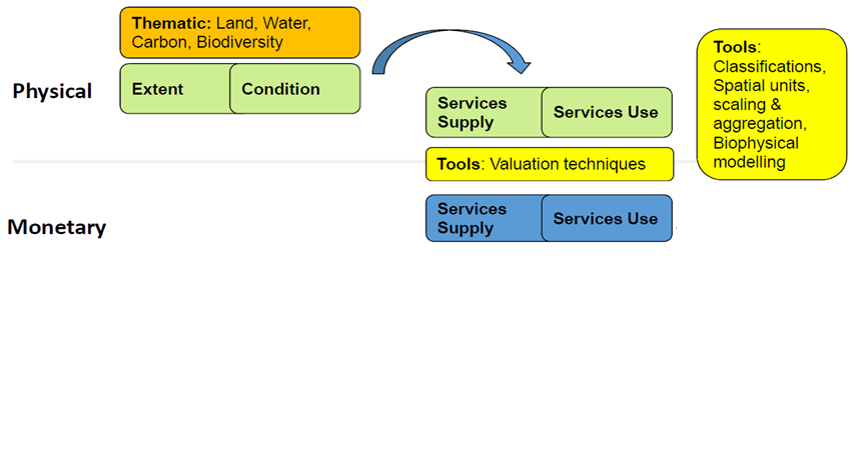 Thematic: Land, Water,
Carbon, Biodiversity
Physical
Extent
Condition
Services
Supply
Services Use
Tools:
Classifications,
Spatial units,
scaling &
aggregation,
Biophysical
modelling
Tools: Valuation techniques
Monetary
Services
Supply
Services Use